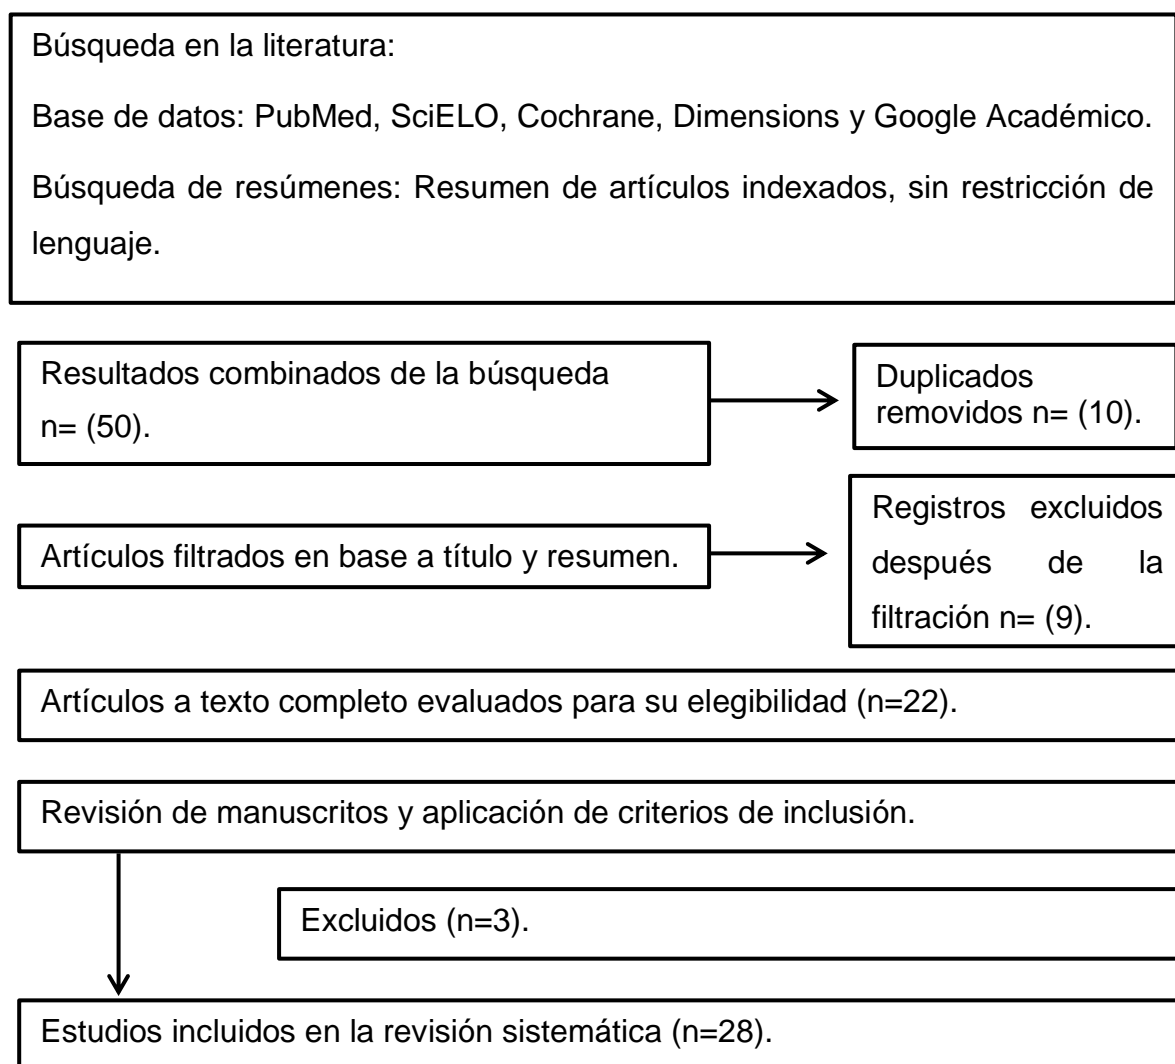 Búsqueda en la literatura:
Base de datos: PubMed, SciELO, Cochrane, Dimensions y Google Académico.
Búsqueda de resúmenes: Resumen de artículos indexados, sin restricción de
lenguaje.
Resultados combinados de la búsqueda
n= (50).
Duplicados
removidos n= (10).
Artículos filtrados en base a título y resumen.
Registros excluidos
después de la
filtración n= (9).
Artículos a texto completo evaluados para su elegibilidad (n=22).
Revisión de manuscritos y aplicación de criterios de inclusión.
Excluidos (n=3).
Estudios incluidos en la revisión sistemática (n=28).